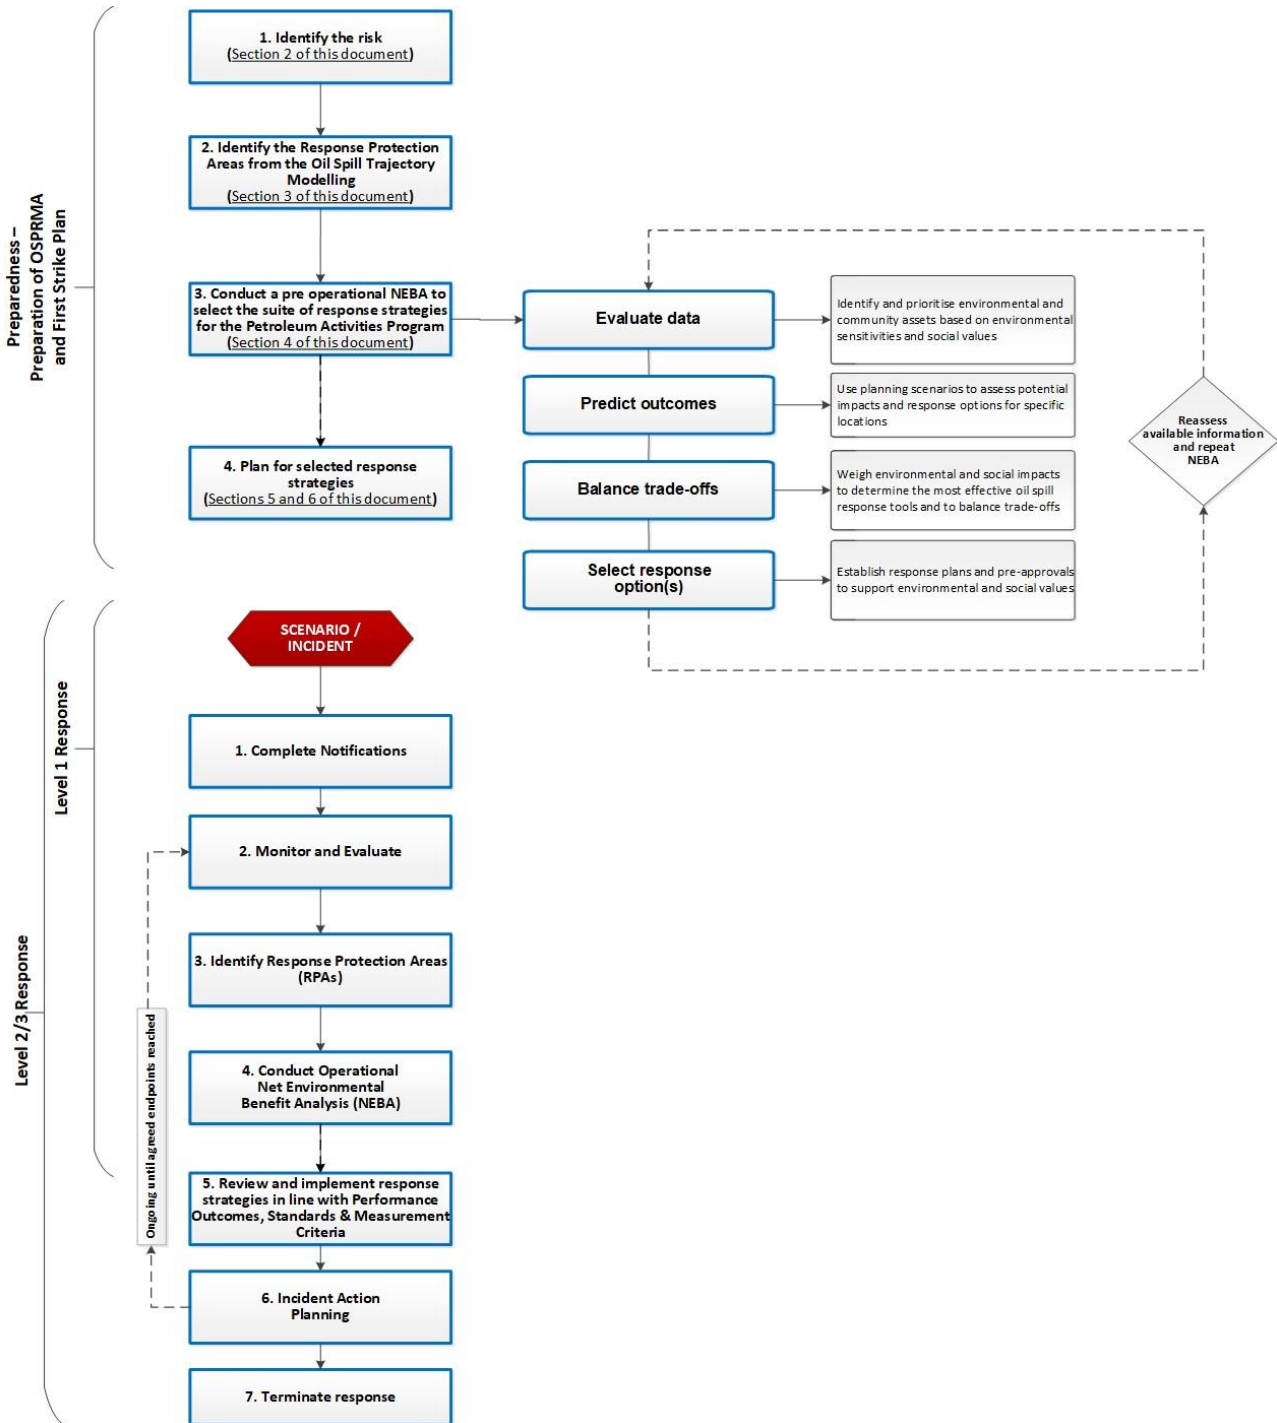 Preparedness –
Preparation of OSPRMA
and First Strike Plan
1. Identify the risk
(Section 2 of this document)
2. Identify the Response Protection
Areas from the Oil Spill Trajectory
Modelling
(Section 3 of this document)
3. Conduct a pre operational NEBA to
select the suite of response strategies
for the Petroleum Activities Program
(Section 4 of this document)
4. Plan for selected response
strategies
(Sections 5 and 6 of this document)
Evaluate data
Identify and prioritise environmental and
community assets based on environmental
sensitivities and social values
Predict outcomes
Use planning scenarios to assess potential
impacts and response options for specific
locations
Balance trade-offs
Weigh environmental and social impacts
to determine the most effective oil spill
response tools and to balance trade-offs
Select response
option(s)
Establish response plans and pre-approvals
to support environmental and social values
Reassess
available information
and repeat
NEBA
Level 2/3 Response
Level 1 Response
SCENARIO /
INCIDENT
1. Complete Notifications
2. Monitor and Evaluate
3. Identify Response Protection Areas
(RPAs)
4. Conduct Operational
Net Environmental
Benefit Analysis (NEBA)
5. Review and implement response
strategies in line with Performance
Outcomes, Standards & Measurement
Criteria
6. Incident Action
Planning
7. Terminate response
Ongoing until agreed endpoints reached